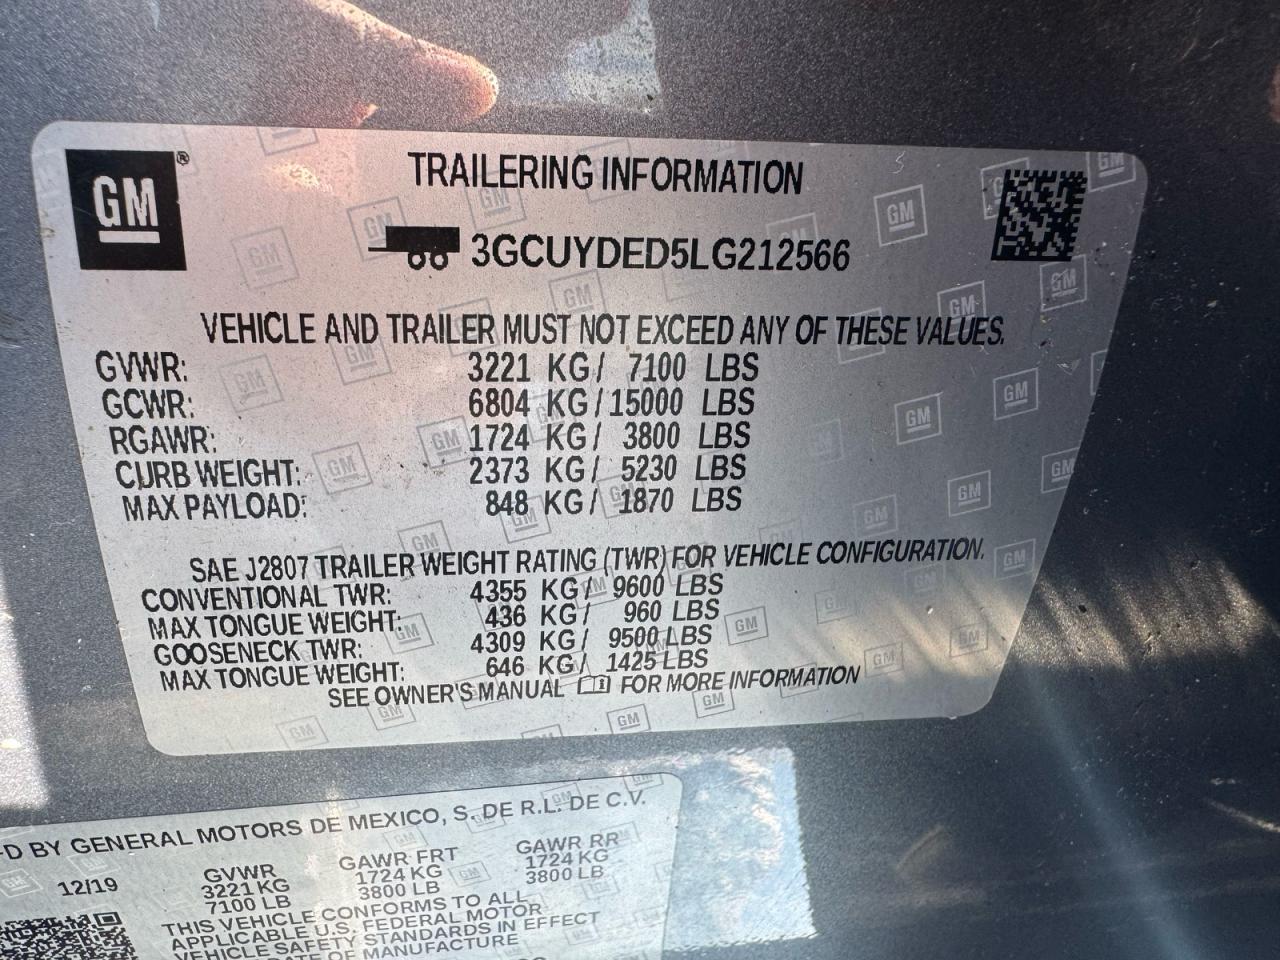 GM ®
TRAILERING INFORMATION
3GCUYDED5LG212566
VEHICLE AND TRAILER MUST NOT EXCEED ANY OF THESE VALUES.
GVWR: 3221 KG / 7100 LBS
GCWR: 6804 KG / 15000 LBS
RGAWR: 1724 KG / 3800 LBS
CURB WEIGHT: 2373 KG / 5230 LBS
MAX PAYLOAD: 848 KG / 1870 LBS
SAE J2807 TRAILER WEIGHT RATING (TWR) FOR VEHICLE CONFIGURATION.
CONVENTIONAL TWR: 4355 KG / 9600 LBS
MAX TONGUE WEIGHT: 436 KG / 960 LBS
GOOSENECK TWR: 4309 KG / 9500 LBS
MAX TONGUE WEIGHT: 646 KG / 1425 LBS
SEE OWNER'S MANUAL FOR MORE INFORMATION
D BY GENERAL MOTORS DE MEXICO, S. DE R.L. DE C.V.
12/19 GVWR GAWR FRT GAWR RR
3221 KG 1724 KG 1724 KG
7100 LB 3800 LB 3800 LB
THIS VEHICLE CONFORMS TO ALL
APPLICABLE U.S. FEDERAL MOTOR
VEHICLE SAFETY STANDARDS IN EFFECT
DATE OF MANUFACTURE